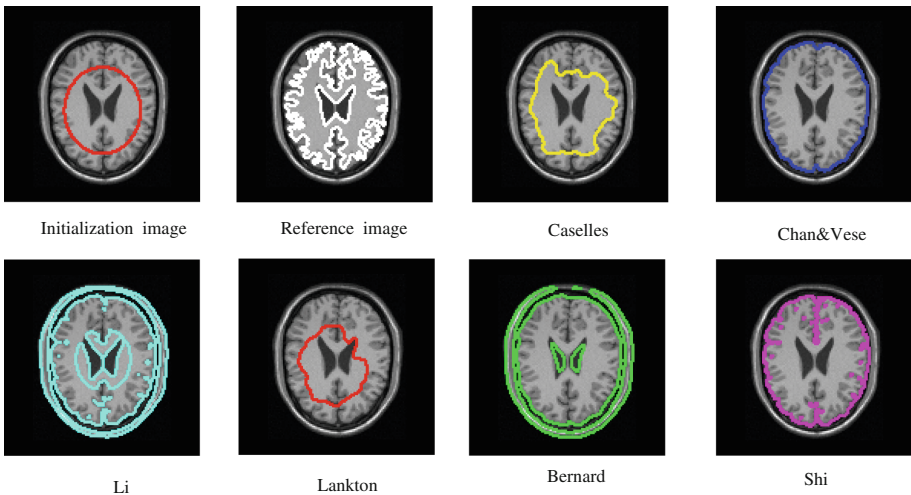 Initialization image
Reference image
Caselles
Chan&Vese
Li
Lankton
Bernard
Shi